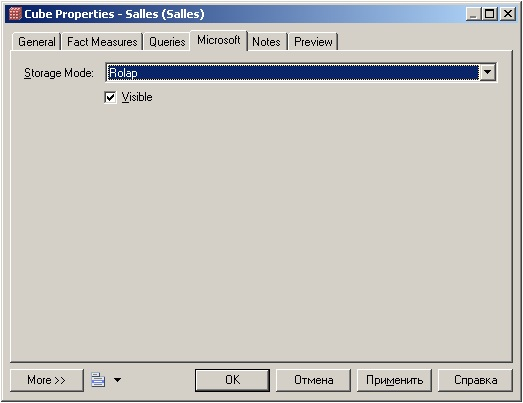 Cube Properties - Salles (Salles)
General Fact Measures Queries Microsoft Notes Preview
Storage Mode: Rolap
Visible
More >> OK Отмена Применить Справка